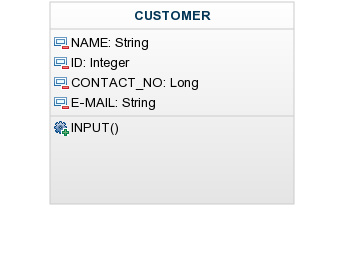 CUSTOMER
NAME: String
ID: Integer
CONTACT_NO: Long
E-MAIL: String
INPUT()